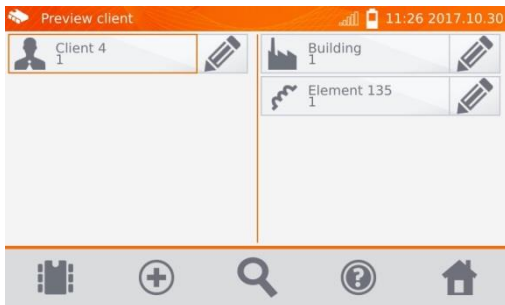 Preview client
11:26 2017.10.30
Client 4
1
Building
1
Element 135
1